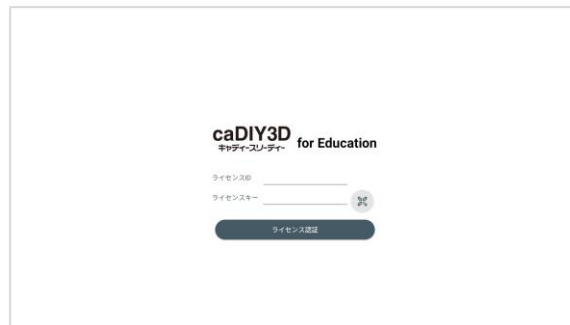 caDIY3D for Education
キャディースリーディー
ライセンスID
ライセンスキー
ライセンス認証